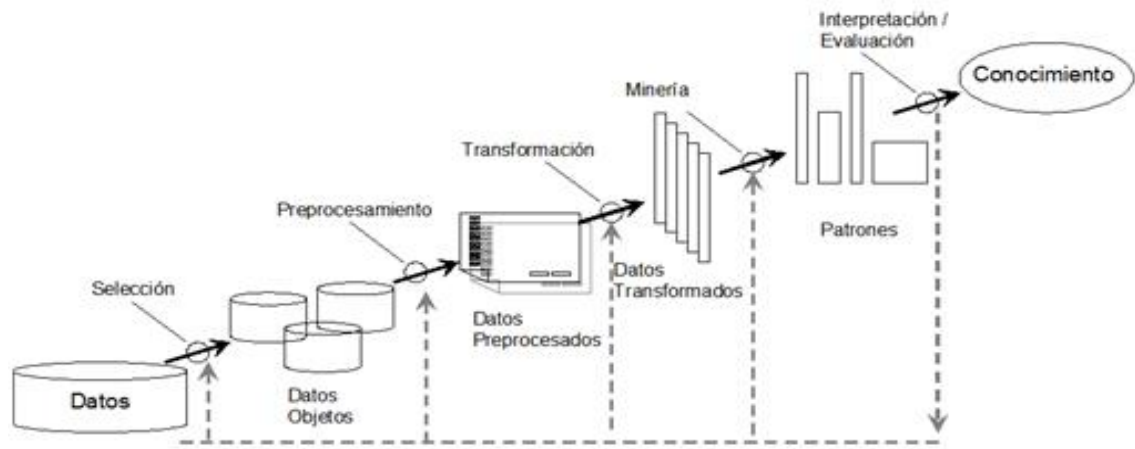 Interpretación /
Evaluación
Conocimiento
Minería
Transformación
Patrones
Preprocesamiento
Datos
Transformados
Selección
Datos
Preprocesados
Datos
Datos
Objetos